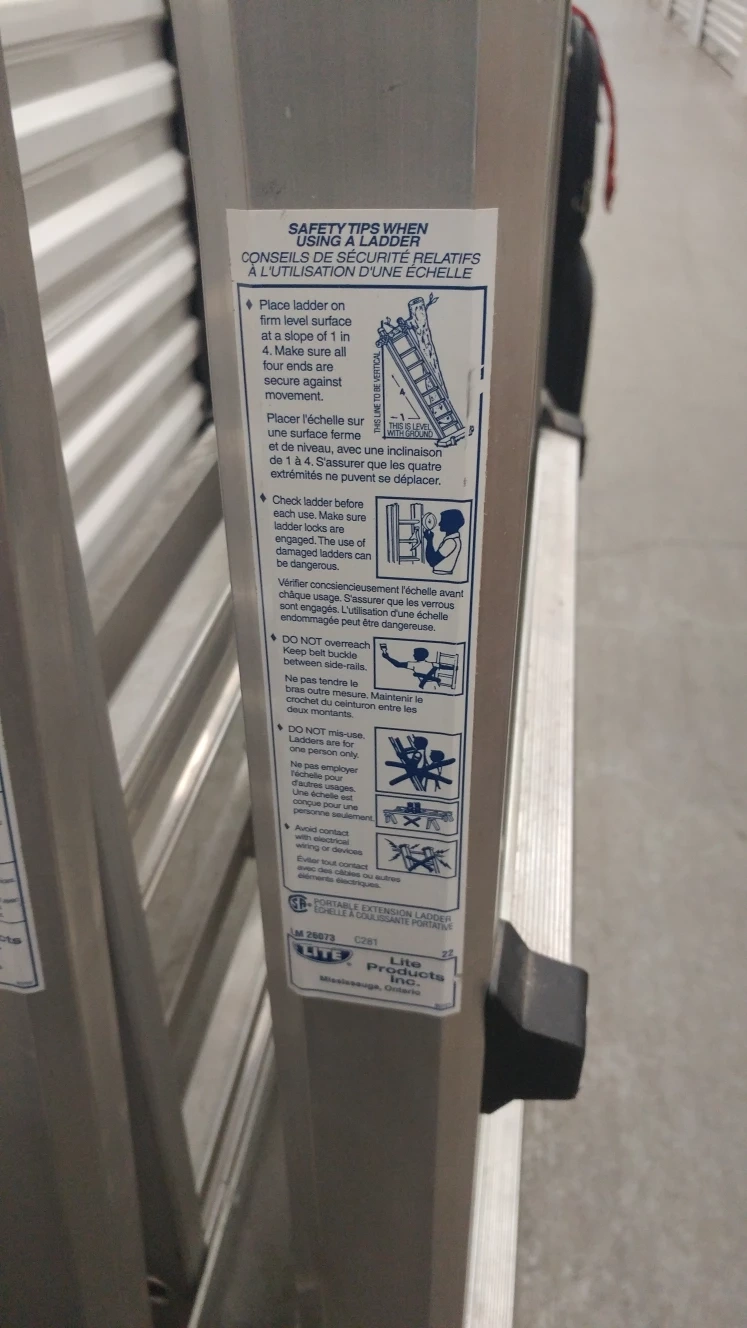 SAFETY TIPS WHEN
USING A LADDER
CONSEILS DE SÉCURITÉ RELATIFS
À L'UTILISATION D'UNE ÉCHELLE
Place ladder on
firm level surface
at a slope of 1 in
4. Make sure all
four ends are
secure against
movement.
THIS LINE TO BE VERTICAL
4
1
THIS IS LEVEL
WITH GROUND
Placer l'échelle sur
une surface ferme
et de niveau, avec une inclinaison
de 1 à 4. S'assurer que les quatre
extrémités ne puvent se déplacer.
Check ladder before
each use. Make sure
ladder locks are
engaged. The use of
damaged ladders can
be dangerous.
Vérifier concsiencieusement l'échelle avant
châque usage. S'assurer que les verrous
sont engagés. L'utilisation d'une échelle
endommagée peut être dangereuse.
DO NOT overreach
Keep belt buckle
between side-rails.
Ne pas tendre le
bras outre mesure. Maintenir le
crochet du ceinturon entre les
deux montants.
DO NOT mis-use.
Ladders are for
one person only.
Ne pas employer
l'échelle pour
d'autres usages.
Une échelle est
conçue pour une
personne seulement.
Avoid contact
with electrical
wiring or devices
Éviter tout contact
avec des câbles ou autres
éléments électriques.
PORTABLE EXTENSION LADDER
ÉCHELLE À COULISSANTE PORTATIVE
LM 26073 C281 22
LITE
Lite
Products
Inc.
Mississauga, Ontario
cts